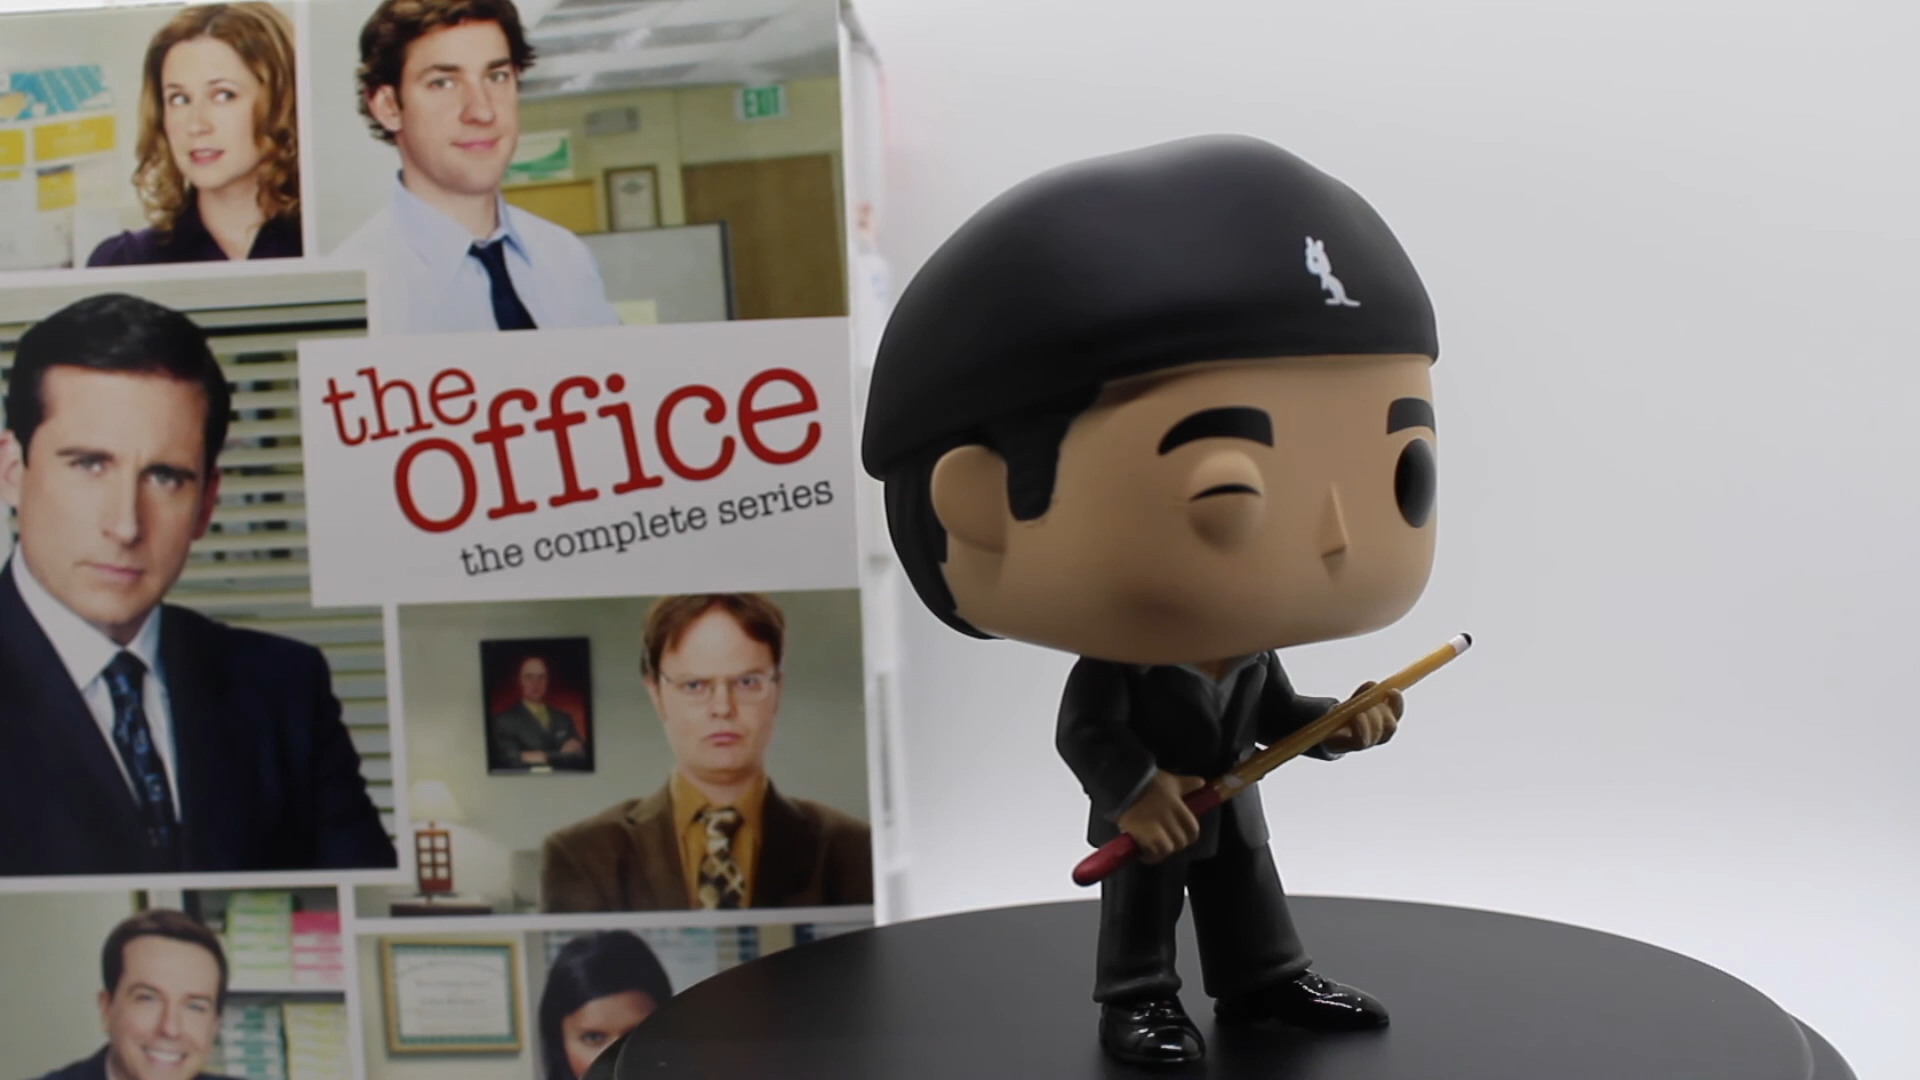 EXIT
the
office
the complete series